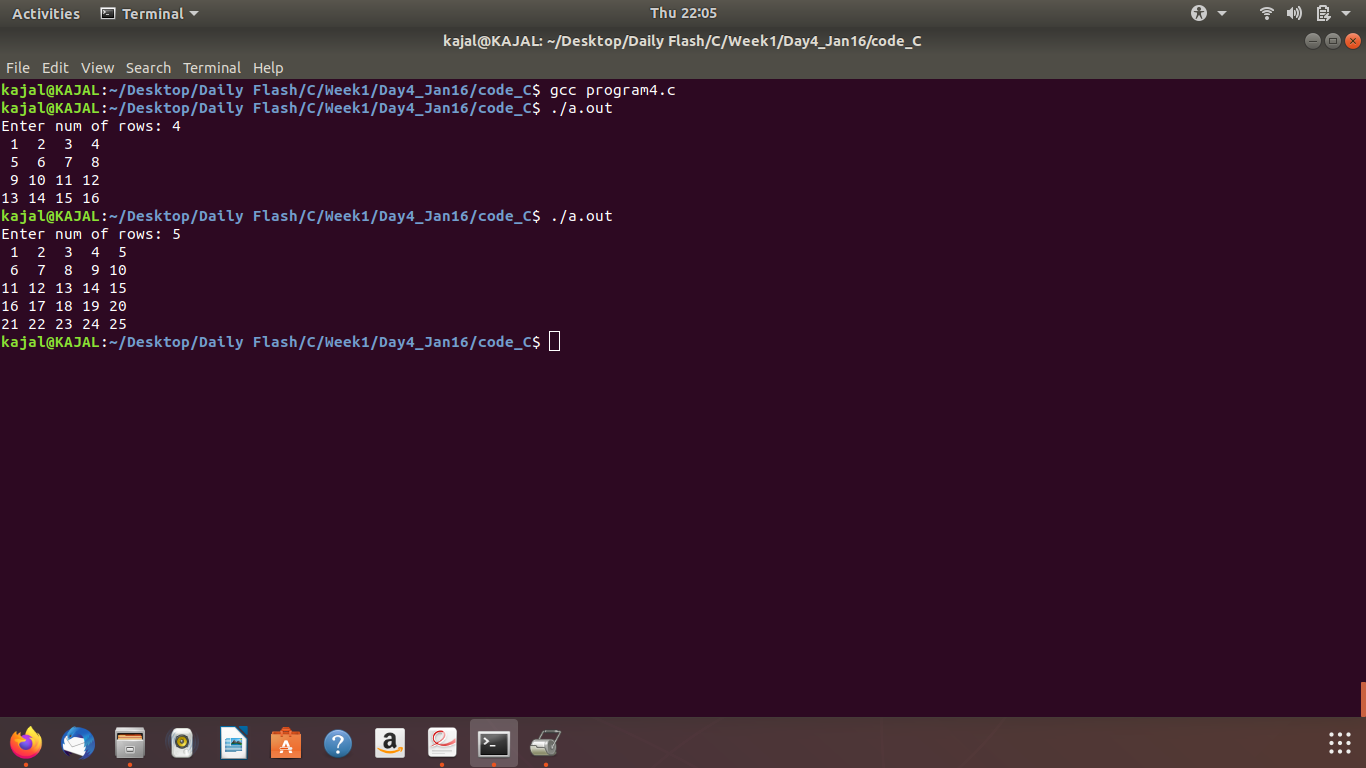 Activities Terminal Thu 22:05
kajal@KAJAL: ~/Desktop/Daily Flash/C/Week1/Day4_Jan16/code_C
File Edit View Search Terminal Help
kajal@KAJAL:~/Desktop/Daily Flash/C/Week1/Day4_Jan16/code_C$ gcc program4.c
kajal@KAJAL:~/Desktop/Daily Flash/C/Week1/Day4_Jan16/code_C$ ./a.out
Enter num of rows: 4
 1  2  3  4
 5  6  7  8
 9 10 11 12
13 14 15 16
kajal@KAJAL:~/Desktop/Daily Flash/C/Week1/Day4_Jan16/code_C$ ./a.out
Enter num of rows: 5
 1  2  3  4  5
 6  7  8  9 10
11 12 13 14 15
16 17 18 19 20
21 22 23 24 25
kajal@KAJAL:~/Desktop/Daily Flash/C/Week1/Day4_Jan16/code_C$